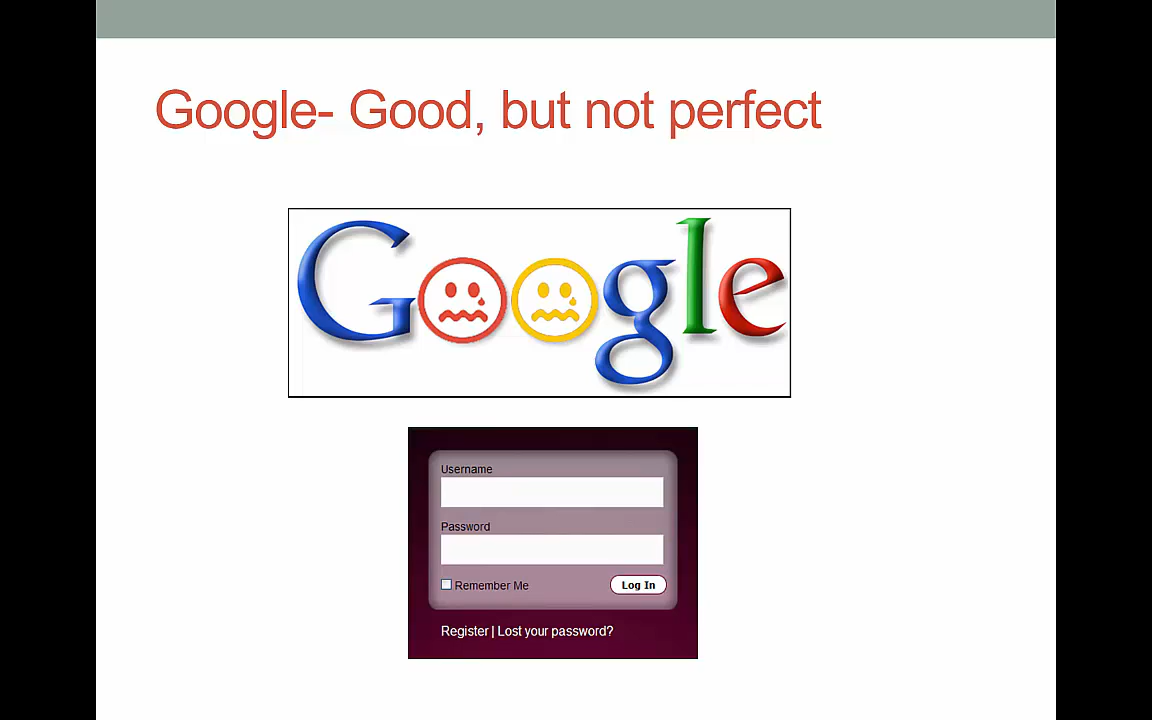 Google- Good, but not perfect
Google
Username
Password
Remember Me
Log In
Register | Lost your password?